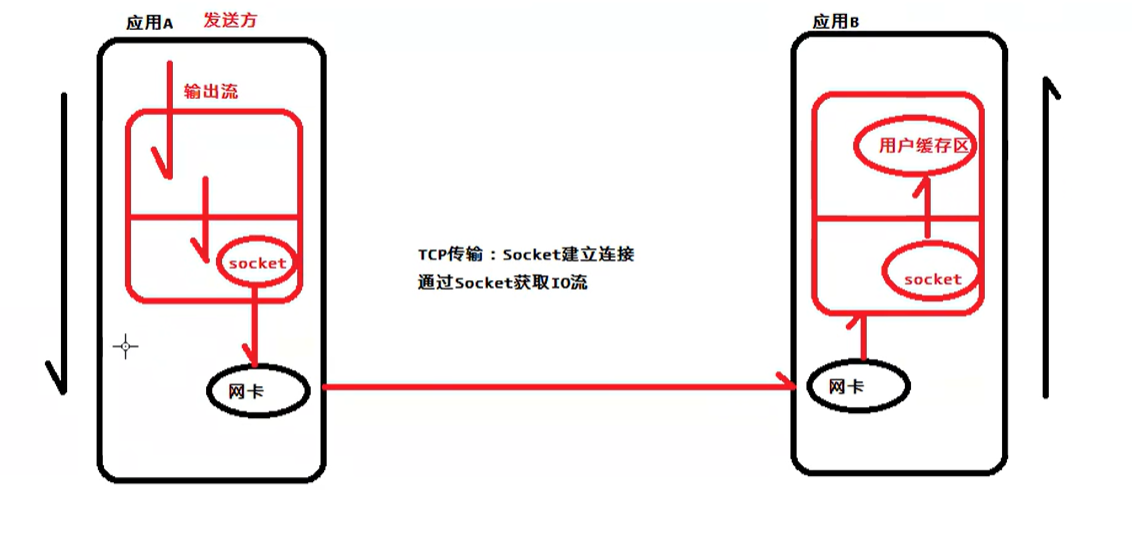 应用A 发送方
应用B
输出流
用户缓存区
socket
TCP传输：Socket建立连接
通过Socket获取IO流
socket
网卡
网卡